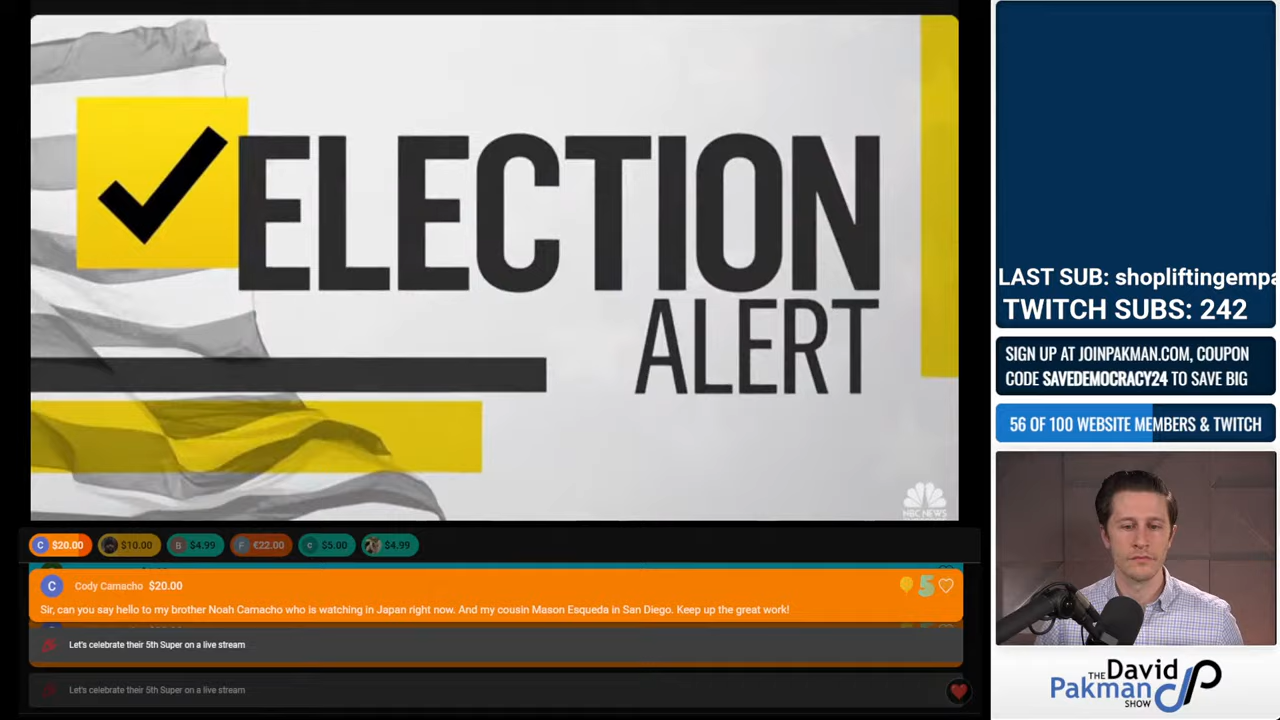 ELECTION
ALERT
NBC NEWS
C $20.00 $10.00 B $4.99 F €22.00 c $5.00 $4.99
C Cody Camacho $20.00 5
Sir, can you say hello to my brother Noah Camacho who is watching in Japan right now. And my cousin Mason Esqueda in San Diego. Keep up the great work!
Let's celebrate their 5th Super on a live stream
Let's celebrate their 5th Super on a live stream
LAST SUB: shopliftingempa
TWITCH SUBS: 242
SIGN UP AT JOINPAKMAN.COM, COUPON
CODE SAVEDEMOCRACY24 TO SAVE BIG
56 OF 100 WEBSITE MEMBERS & TWITCH
THE David
Pakman
SHOW